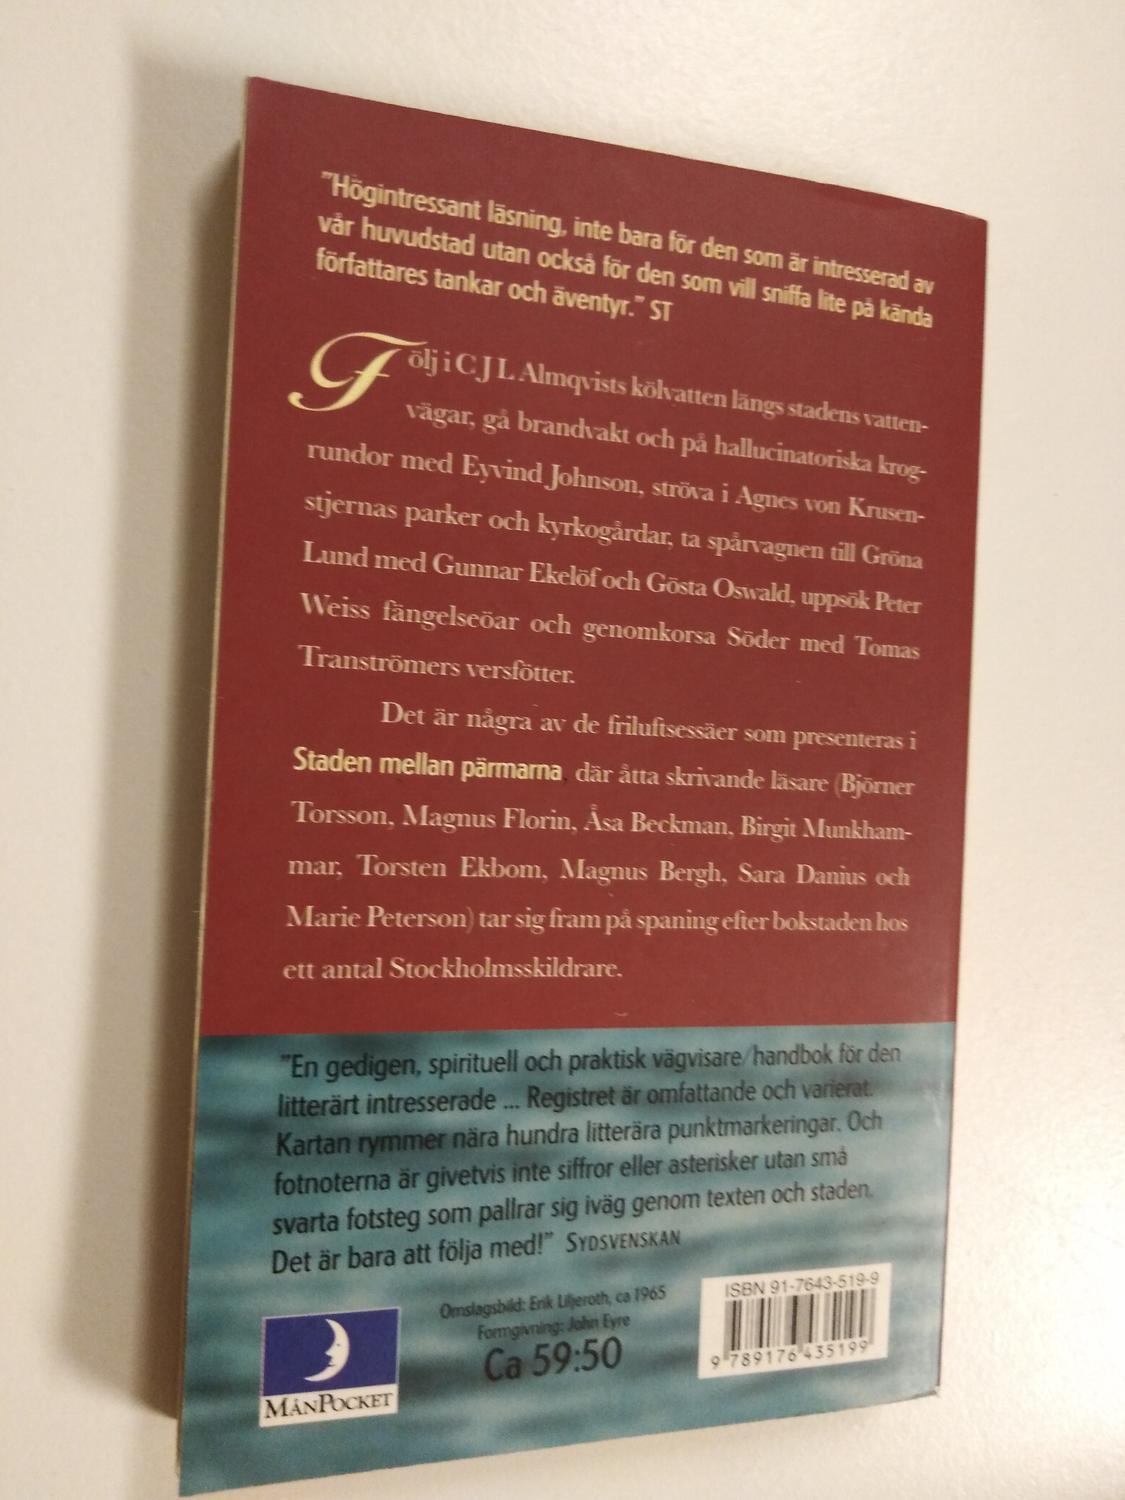 "Högintressant läsning, inte bara för den som är intresserad av
vår huvudstad utan också för den som vill sniffa lite på kända
författares tankar och äventyr." ST
Följ i C J L Almqvists kölvatten längs stadens vatten-
vägar, gå brandvakt och på hallucinatoriska krog-
rundor med Eyvind Johnson, ströva i Agnes von Krusen-
stjernas parker och kyrkogårdar, ta spårvagnen till Gröna
Lund med Gunnar Ekelöf och Gösta Oswald, uppsök Peter
Weiss fängelseöar och genomkorsa Söder med Tomas
Tranströmers versfötter.
Det är några av de friluftsessäer som presenteras i
Staden mellan pärmarna, där åtta skrivande läsare (Björner
Torsson, Magnus Florin, Åsa Beckman, Birgit Munkham-
mar, Torsten Ekbom, Magnus Bergh, Sara Danius och
Marie Peterson) tar sig fram på spaning efter bokstaden hos
ett antal Stockholmsskildrare.
"En gedigen, spirituell och praktisk vägvisare/handbok för den
litterärt intresserade ... Registret är omfattande och varierat.
Kartan rymmer nära hundra litterära punktmarkeringar. Och
fotnoterna är givetvis inte siffror eller asterisker utan små
svarta fotsteg som pallrar sig iväg genom texten och staden.
Det är bara att följa med!" SYDSVENSKAN
Omslagsbild: Erik Liljeroth, ca 1965
Formgivning: John Eyre
Ca 59:50
MÅNPOCKET
ISBN 91-7643-519-9
9 789176 435199